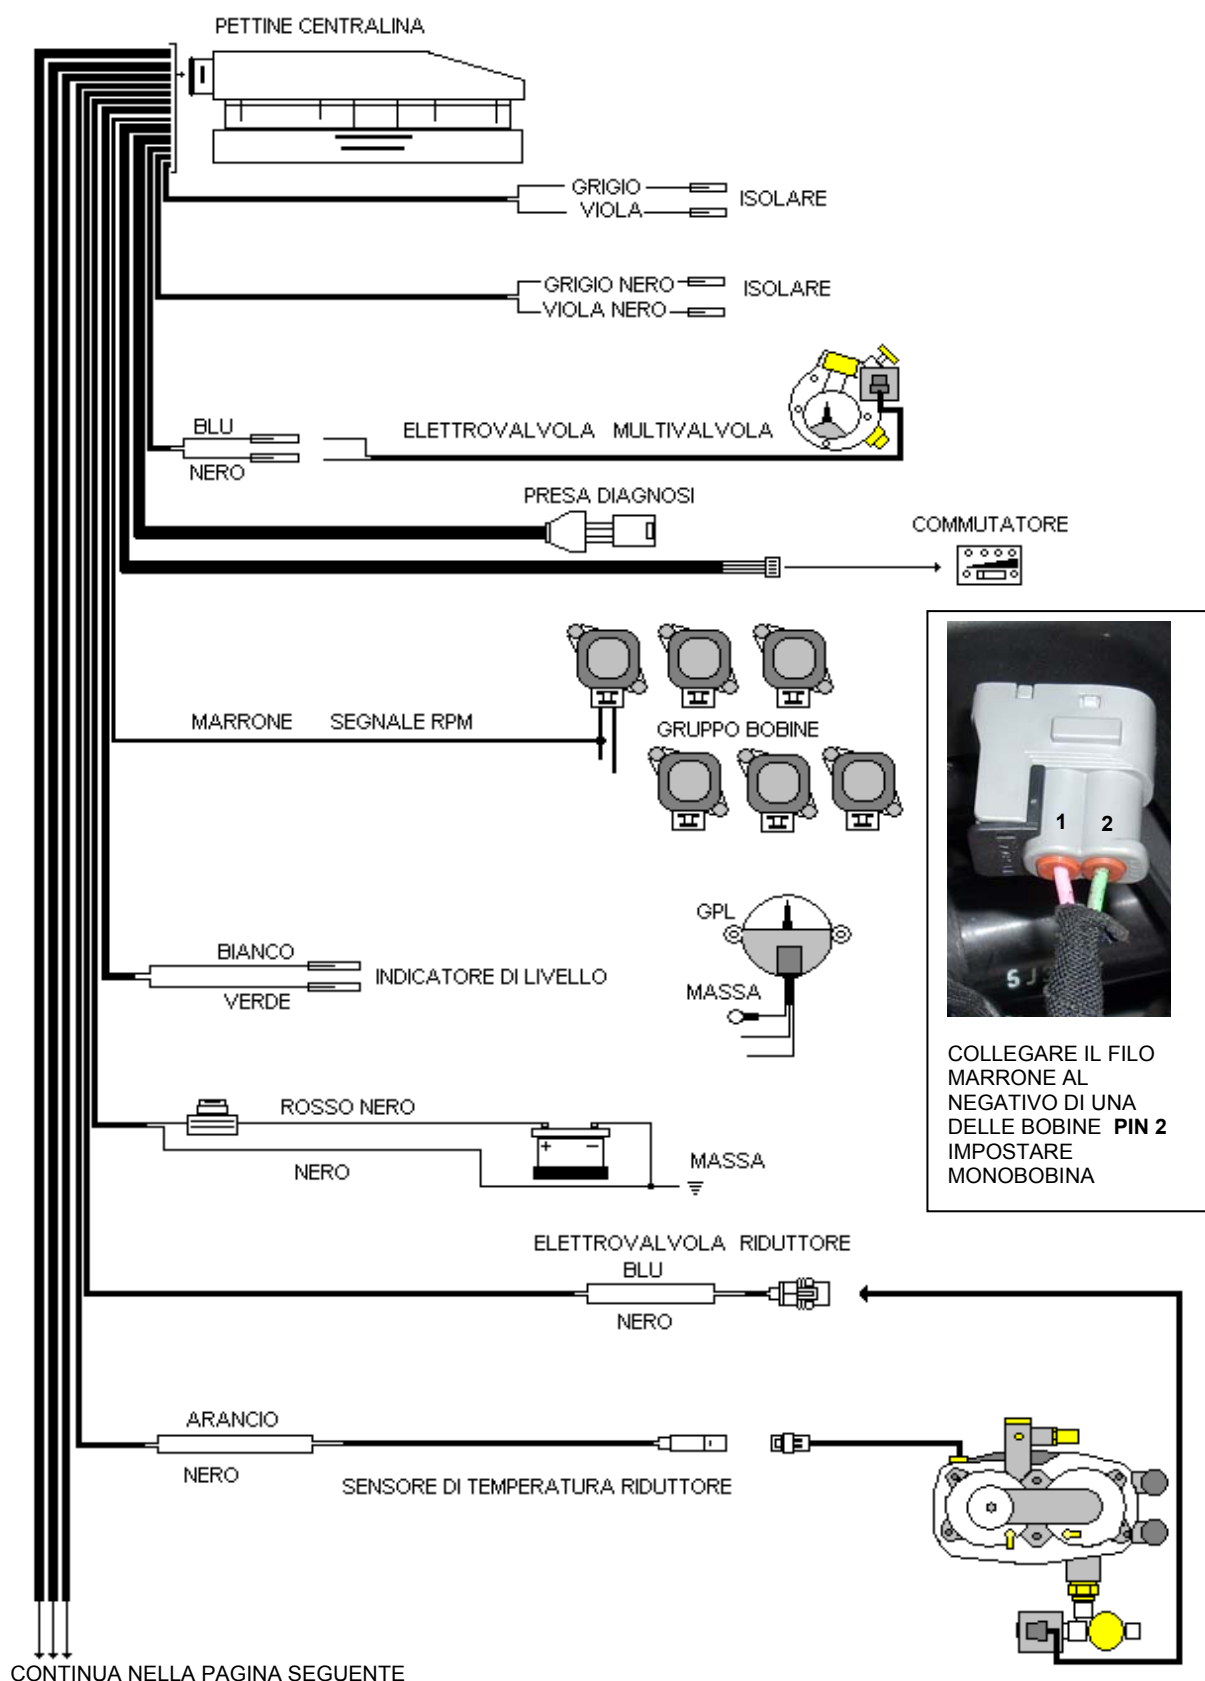 PETTINE CENTRALINA
GRIGIO
VIOLA
ISOLARE
GRIGIO NERO
VIOLA NERO
ISOLARE
BLU
NERO
ELETTROVALVOLA MULTIVALVOLA
PRESA DIAGNOSI
COMMUTATORE
MARRONE SEGNALE RPM
GRUPPO BOBINE
1 2
5 J
GPL
BIANCO
VERDE
INDICATORE DI LIVELLO
MASSA
COLLEGARE IL FILO
MARRONE AL
NEGATIVO DI UNA
DELLE BOBINE PIN 2
IMPOSTARE
MONOBOBINA
ROSSO NERO
+ −
NERO
MASSA
ELETTROVALVOLA RIDUTTORE
BLU
NERO
ARANCIO
NERO
SENSORE DI TEMPERATURA RIDUTTORE
CONTINUA NELLA PAGINA SEGUENTE